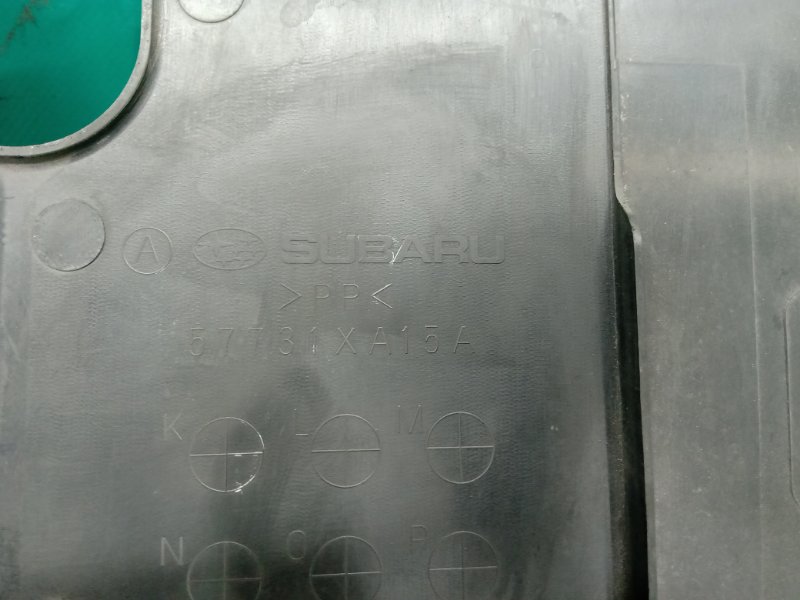 A SUBARU
>PP<
57731XA15A
K L M
N O P